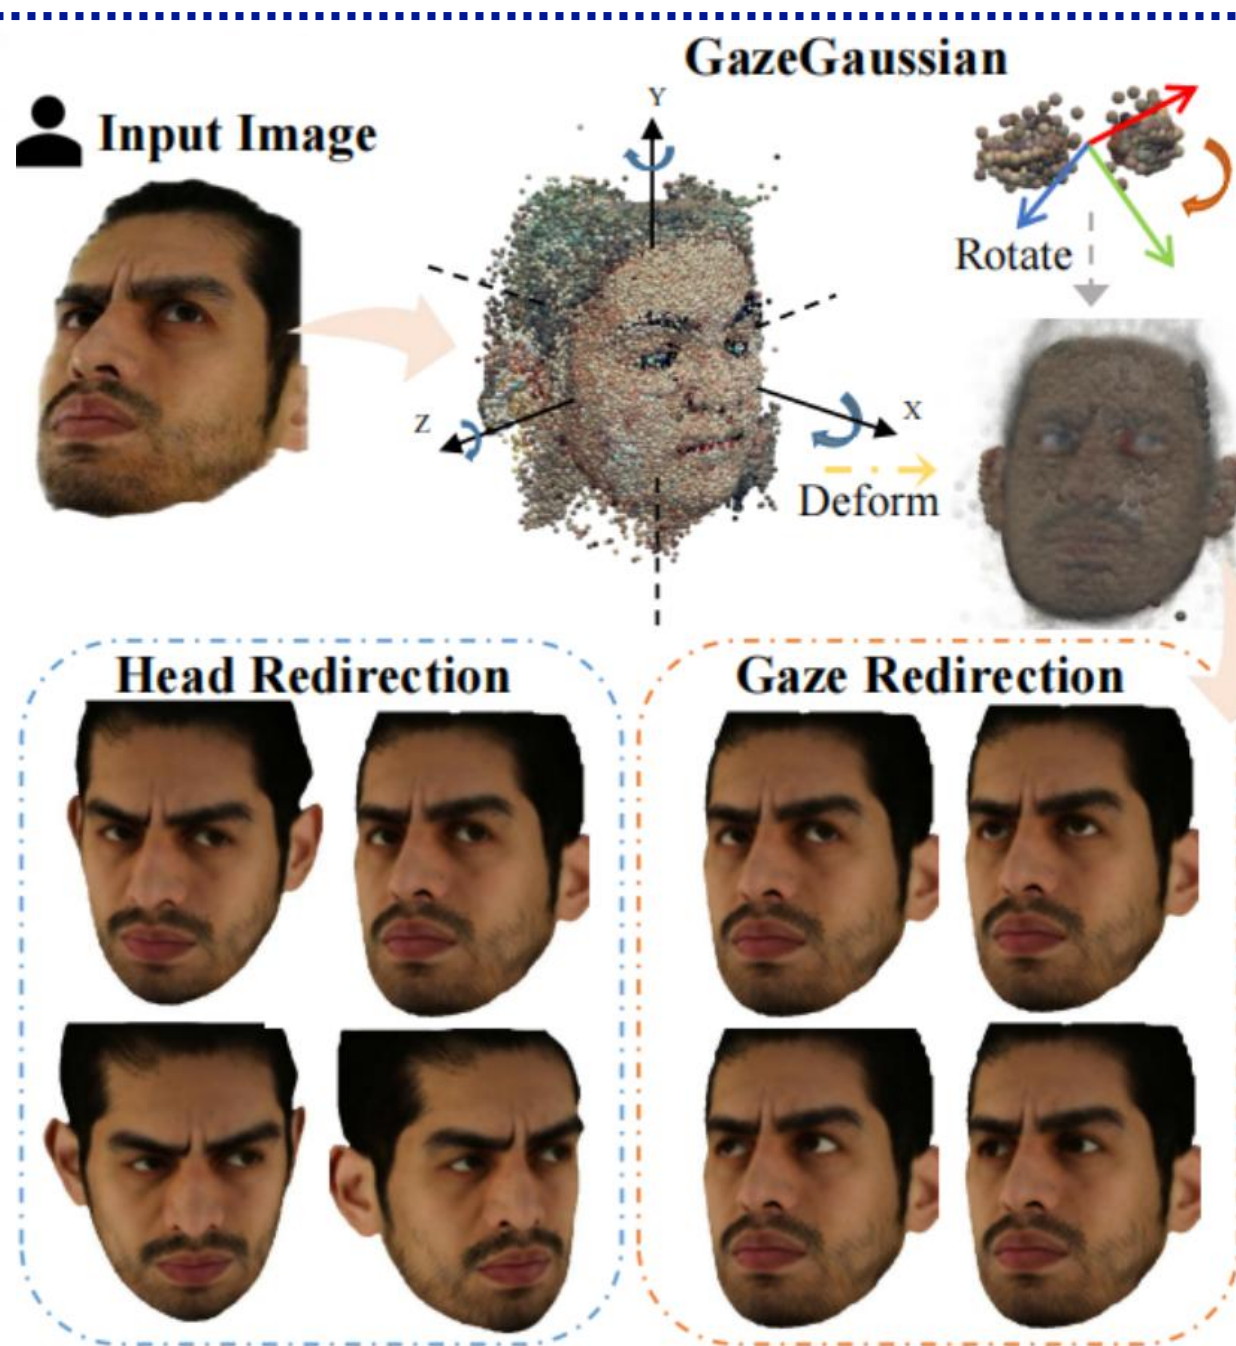 GazeGaussian
Input Image
Y
Rotate
Z
X
Deform
Head Redirection
Gaze Redirection